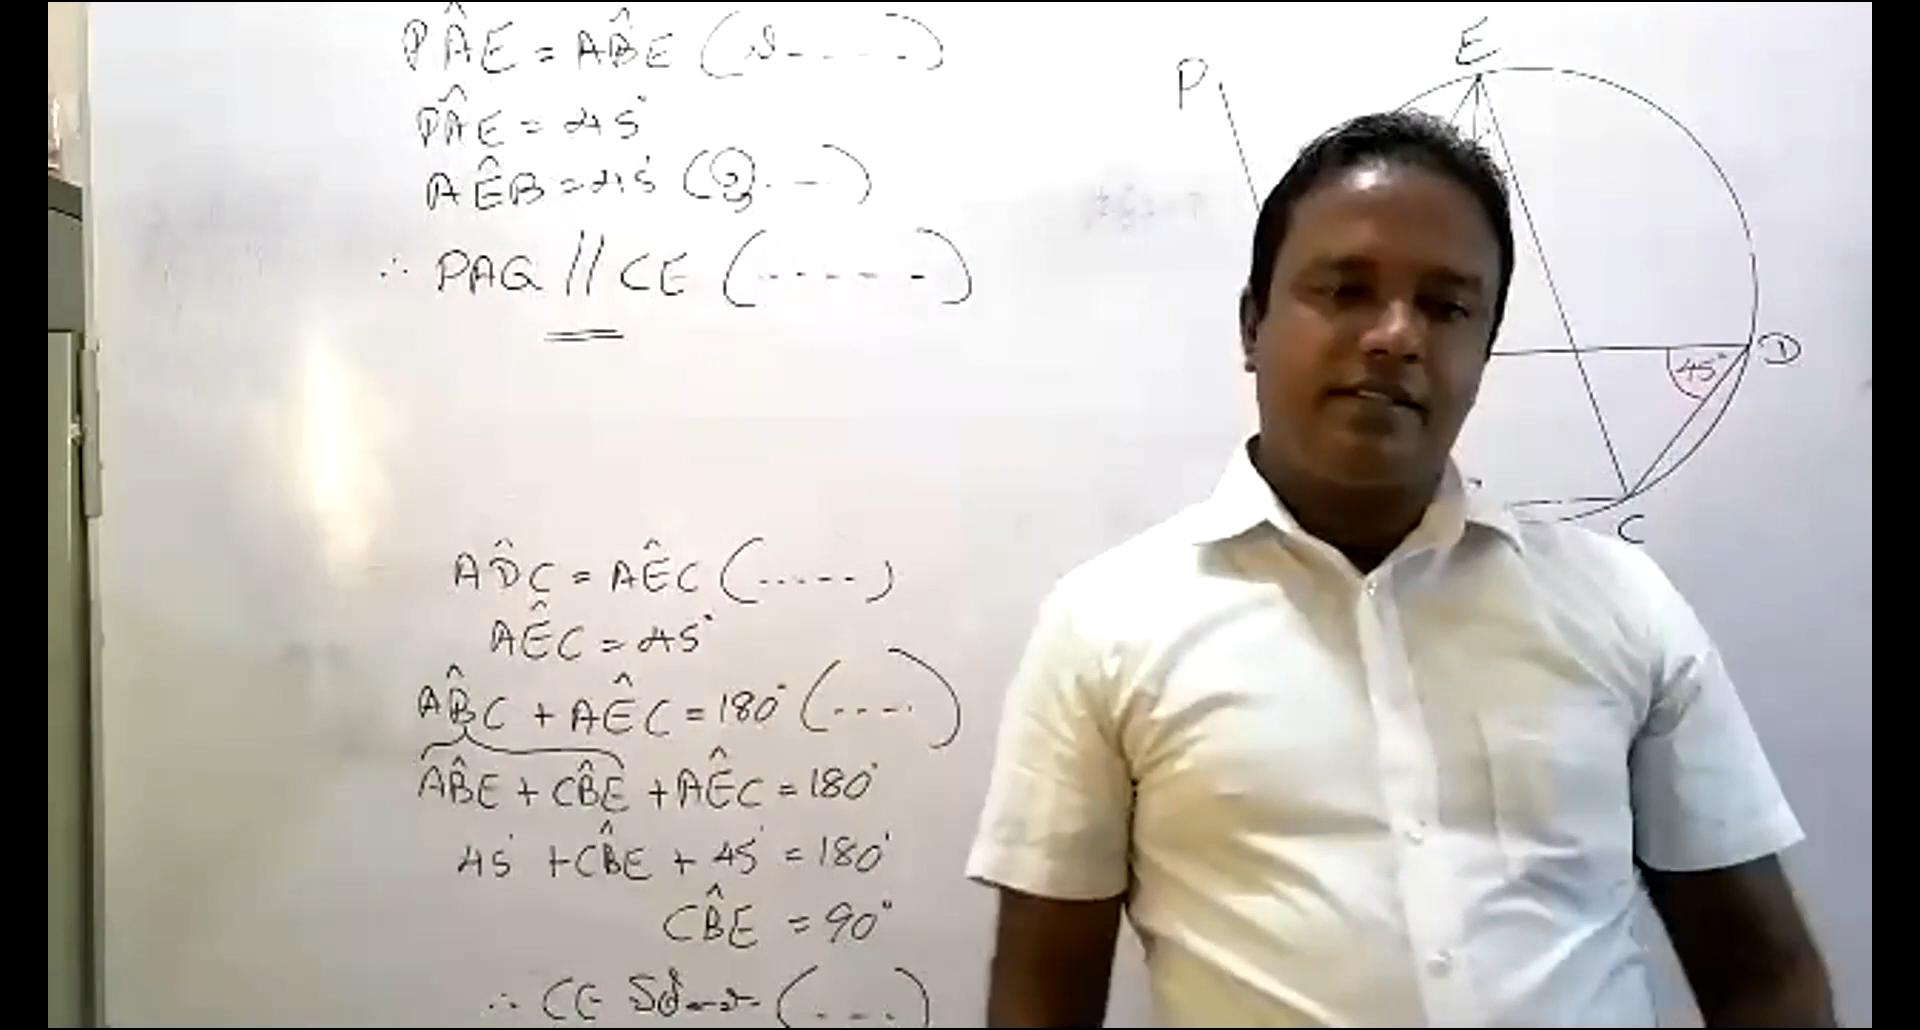 PÂE = AB̂E (ඒ- - - -)
PÂE = 45°
AÊB = 45° ( . - -)
∴ PAQ // CE (- - - - -)
AD̂C = AÊC (.....)
AÊC = 45°
AB̂C + AÊC = 180° (....)
AB̂E + CB̂E + AÊC = 180°
45° + CB̂E + 45° = 180°
CB̂E = 90°
∴ CE (- - -)
E
P
D
45°
C